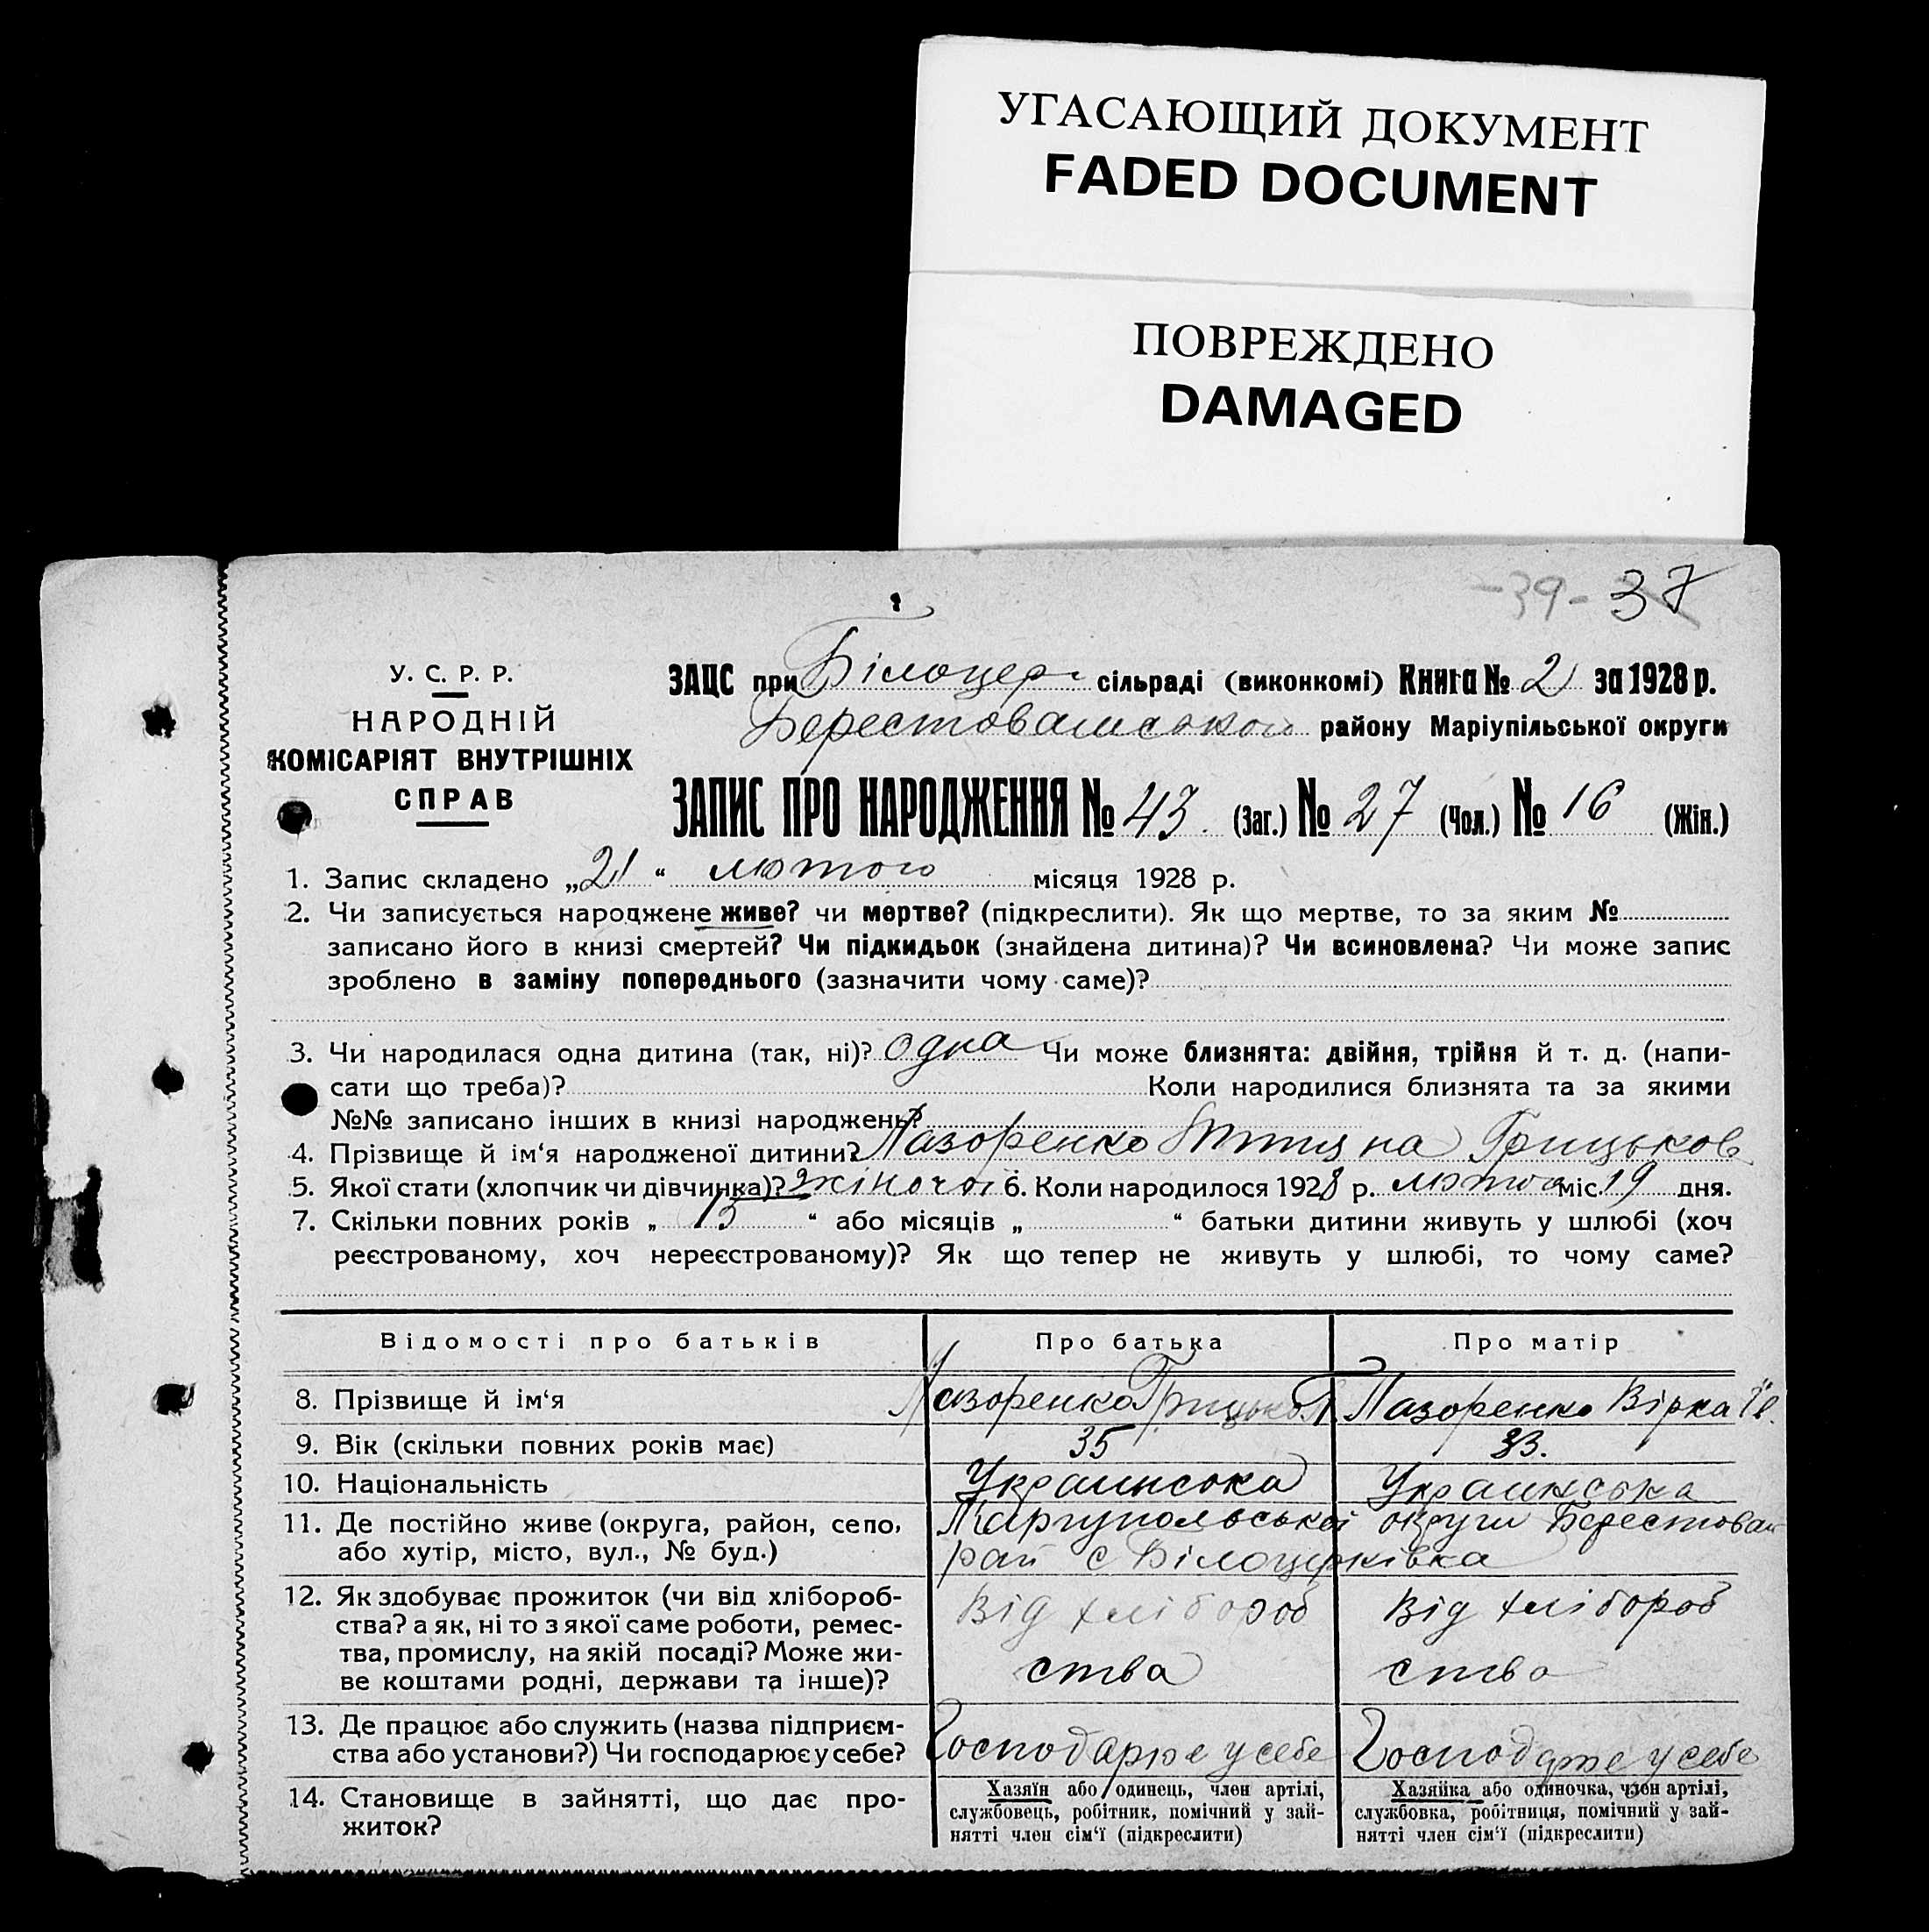 УГАСАЮЩИЙ ДОКУМЕНТ
FADED DOCUMENT
ПОВРЕЖДЕНО
DAMAGED
-39- 37
У. С. Р. Р.
НАРОДНІЙ
КОМІСАРІЯТ ВНУТРІШНІХ
СПРАВ
ЗАЦС при Білоцер сільраді (виконкомі) Книга № 2 за 1928 р.
району Маріупільської округи
ЗАПИС ПРО НАРОДЖЕННЯ № 43 (Заг.) № 27 (Чол.) № 16 (Жін.)
1. Запис складено „21“ лютого місяця 1928 р.
2. Чи записується народжене живе? чи мертве? (підкреслити). Як що мертве, то за яким №
записано його в книзі смертей? Чи підкидьок (знайдена дитина)? Чи всиновлена? Чи може запис
зроблено в заміну попереднього (зазначити чому саме)?
3. Чи народилася одна дитина (так, ні)? одна Чи може близнята: двійня, трійня й т. д. (напи-
сати що треба)? Коли народилися близнята та за якими
№№ записано інших в книзі народжень?
4. Прізвище й ім‘я народженої дитини? Лазоренко Грицьков
5. Якої стати (хлопчик чи дівчинка)? жіночої 6. Коли народилося 1928 р. лютого міс. 19 дня.
7. Скільки повних років „ 15 “ або місяців „ “ батьки дитини живуть у шлюбі (хоч
реєстрованому, хоч нереєстрованому)? Як що тепер не живуть у шлюбі, то чому саме?
Відомості про батьків Про батька Про матір
8. Прізвище й ім‘я Лазоренко Грицько Лазоренко Вірка
9. Вік (скільки повних років має) 35 33.
10. Національність Украинська Украинська
11. Де постійно живе (округа, район, село, Маріупольської округи Берестован
або хутір, місто, вул., № буд.) рай с Білоцерківка
12. Як здобуває прожиток (чи від хлібороб- Від хлібороб Від хлібороб
ства? а як, ні то з якої саме роботи, ремес-
тва, промислу, на якій посаді? Може жи- ства ства
ве коштами родні, держави та інше)?
13. Де працює або служить (назва підприєм-
ства або установи?) Чи господарює у себе? Господарює у себе Господарює у себе
14. Становище в зайнятті, що дає про-
житок?
Хазяїн або одинець, член артілі,
службовець, робітник, помічний у зай-
нятті член сім‘ї (підкреслити)
Хазяйка або одиночка, член артілі,
службовка, робітниця, помічний у зай-
нятті член сім‘ї (підкреслити)